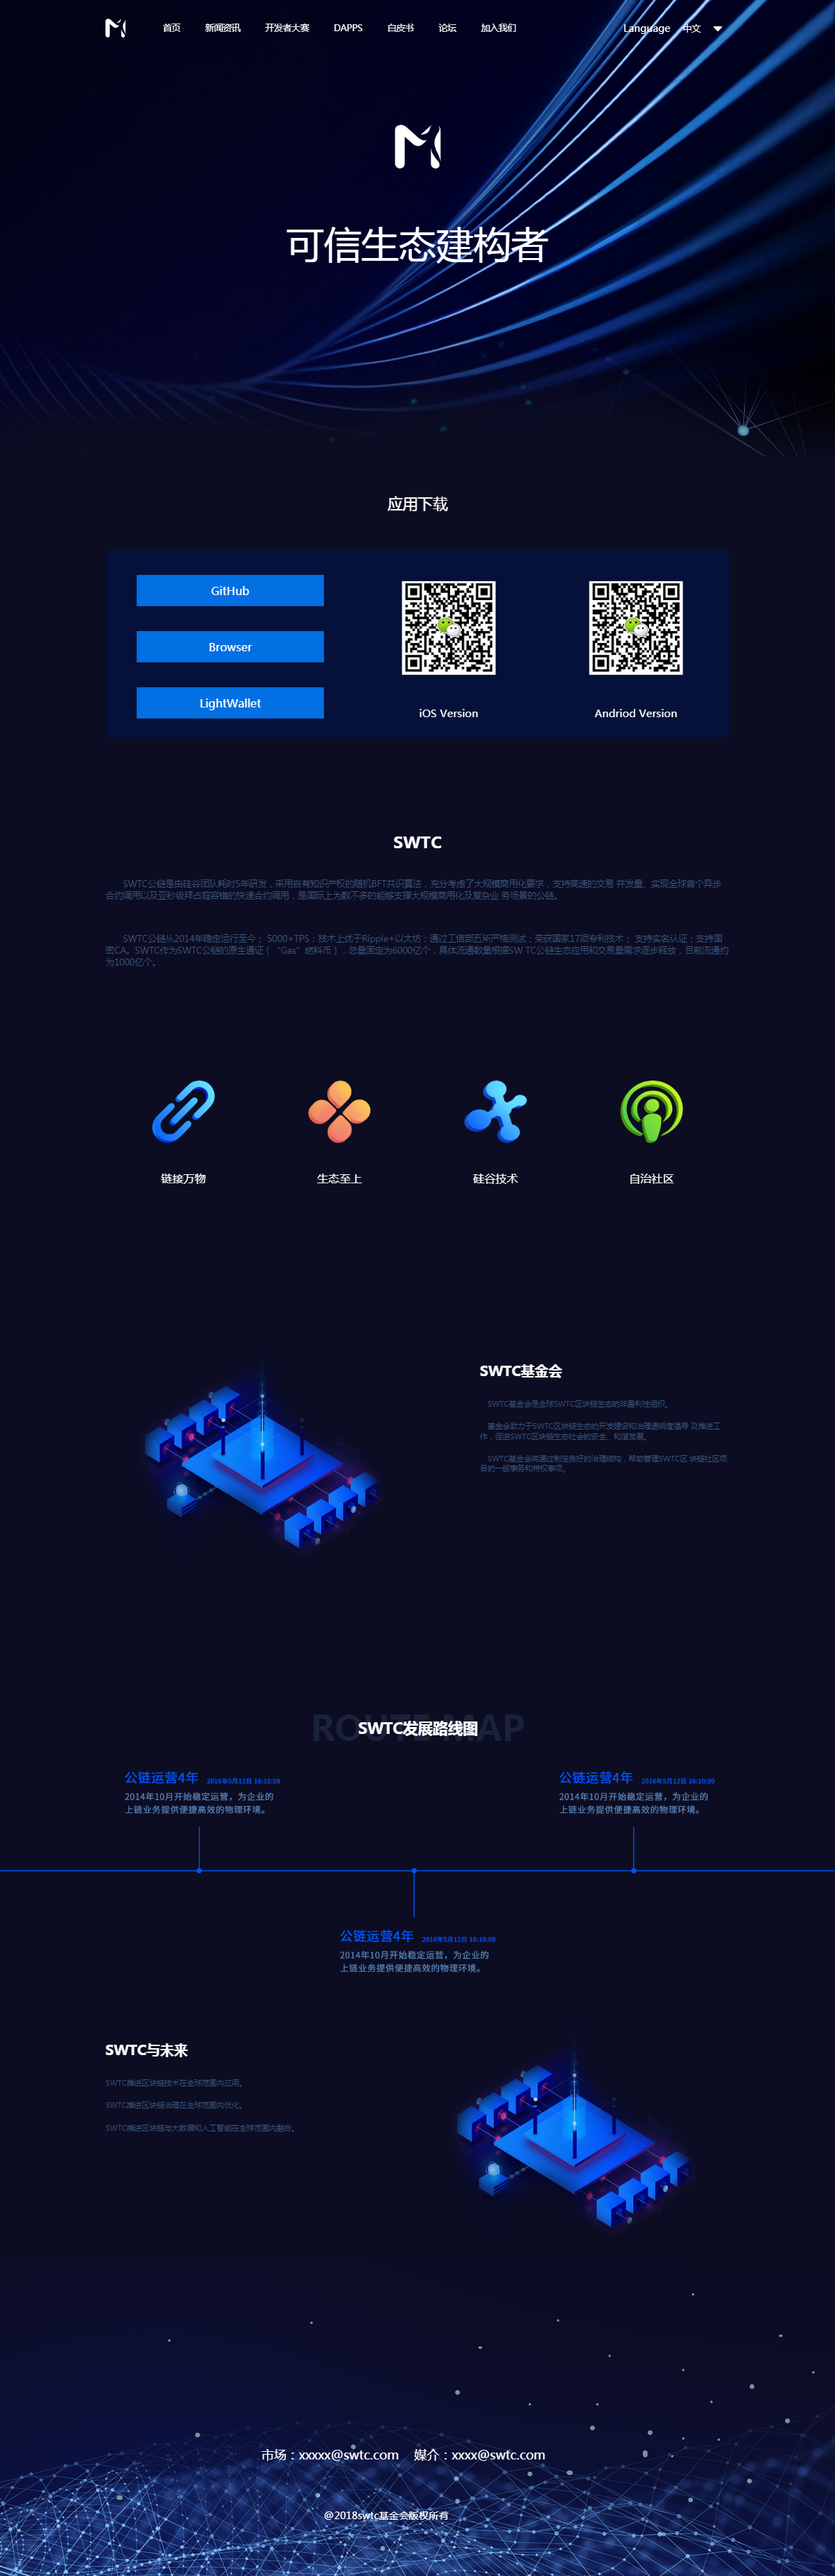 首页 新闻资讯 开发者大赛 DAPPS 白皮书 论坛 加入我们 Language 中文
可信生态建构者
应用下载
GitHub
Browser
LightWallet
iOS Version
Andriod Version
SWTC
SWTC公链是由硅谷团队耗时5年研发，采用自有知识产权的随机BFT共识算法，充分考虑了大规模商用化要求，支持高速的交易 并发量、实现全球首个异步
合约调用以及亚秒级拜占庭容错的快速合约调用，是国际上为数不多的能够支撑大规模商用化及复杂业 务场景的公链。
SWTC公链从2014年稳定运行至今； 5000+TPS；技术上优于Ripple+以太坊；通过工信部五所严格测试；荣获国家17项专利技术； 支持实名认证；支持国
密CA。SWTC作为SWTC公链的原生通证（“Gas”燃料币），总量固定为6000亿个，具体流通数量根据SW TC公链生态应用和交易量需求逐步释放，目前流通约
为1000亿个。
链接万物
生态至上
硅谷技术
自治社区
SWTC基金会
SWTC基金会是全球SWTC区块链生态的非盈利性组织。
基金会致力于SWTC区块链生态的开发建设和治理透明度倡导 及推进工
作，促进SWTC区块链生态社会的安全、和谐发展。
SWTC基金会将通过制定良好的治理结构，帮助管理SWTC区 块链社区项
目的一般事务和特权事项。
ROUTE MAP
SWTC发展路线图
公链运营4年 2016年5月12日 16:10:09
2014年10月开始稳定运营，为企业的
上链业务提供便捷高效的物理环境。
公链运营4年 2016年5月12日 16:10:09
2014年10月开始稳定运营，为企业的
上链业务提供便捷高效的物理环境。
公链运营4年 2016年5月12日 16:10:09
2014年10月开始稳定运营，为企业的
上链业务提供便捷高效的物理环境。
SWTC与未来
SWTC推进区块链技术在全球范围内应用。
SWTC推进区块链治理在全球范围内优化。
SWTC推进区块链与大数据和人工智能在全球范围内融合。
市场：xxxxx@swtc.com 媒介：xxxx@swtc.com
@2018swtc基金会版权所有